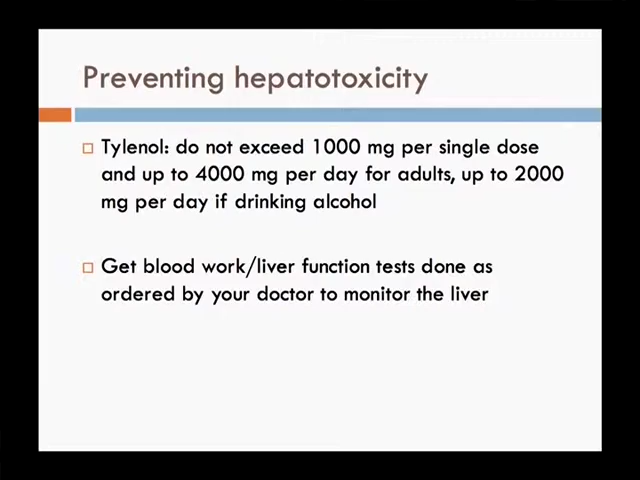 Preventing hepatotoxicity
Tylenol: do not exceed 1000 mg per single dose
and up to 4000 mg per day for adults, up to 2000
mg per day if drinking alcohol
Get blood work/liver function tests done as
ordered by your doctor to monitor the liver